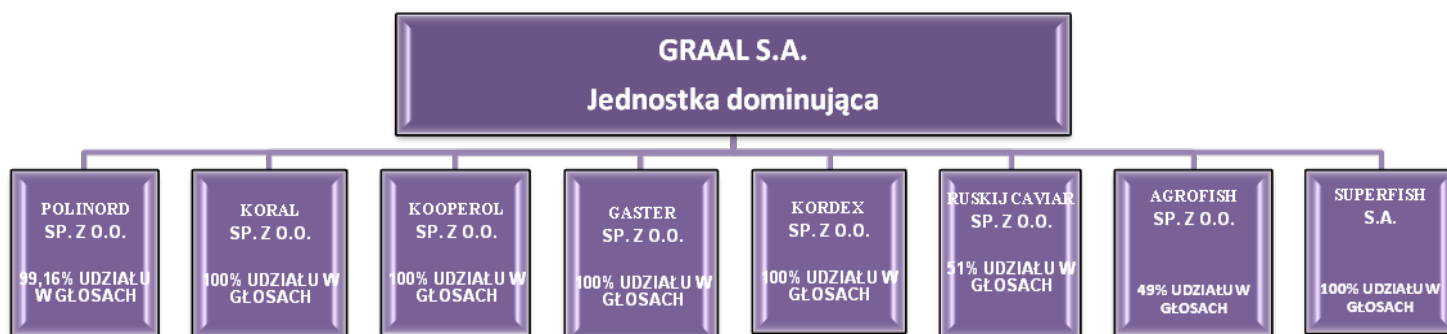 GRAAL S.A.
Jednostka dominująca
POLINORD
SP. Z O.O.
99,16% UDZIAŁU
W GŁOSACH
KORAL
SP. Z O.O.
100% UDZIAŁU W
GŁOSACH
KOOPEROL
SP. Z O.O.
100% UDZIAŁU W
GŁOSACH
GASTER
SP. Z O.O.
100% UDZIAŁU W
GŁOSACH
KORDEX
SP. Z O.O.
100% UDZIAŁU W
GŁOSACH
RUSKIJ CAVIAR
SP. Z O.O.
51% UDZIAŁU W
GŁOSACH
AGROFISH
SP. Z O.O.
49% UDZIAŁU W
GŁOSACH
SUPERFISH
S.A.
100% UDZIAŁU W
GŁOSACH